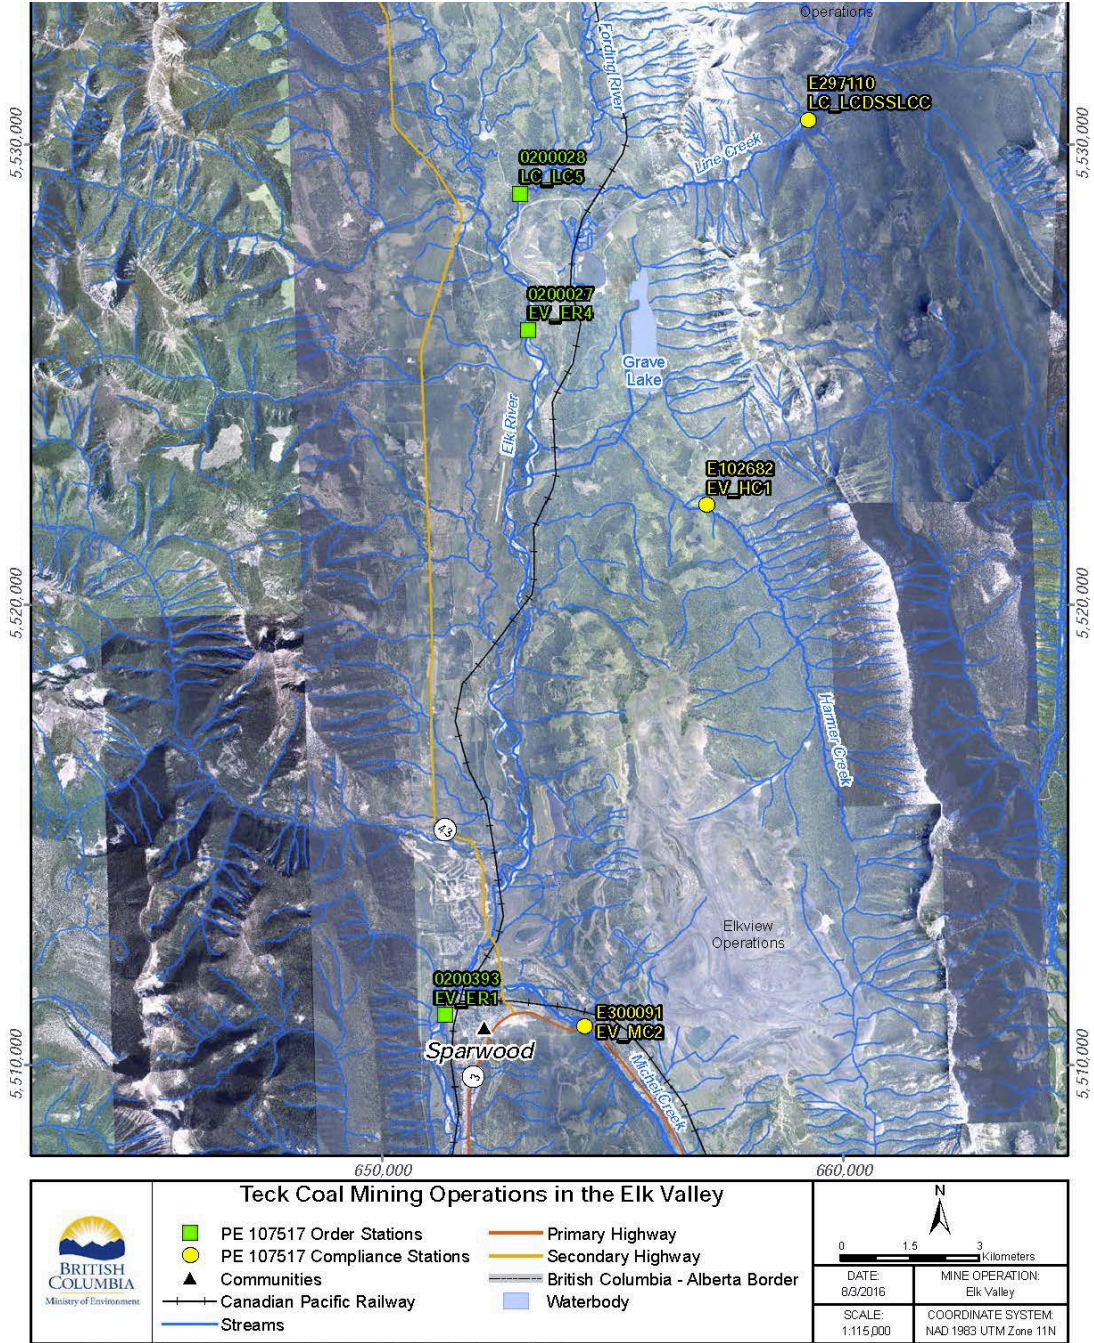 Operations
Fording River
E297110
LC_LCDSSLCC
5,530,000
5,530,000
0200028
LC_LC5
Line Creek
0200027
EV_ER4
Grave
Lake
Elk River
E102682
EV_HC1
5,520,000
5,520,000
Harmer Creek
43
Elkview
Operations
0200393
EV_ER1
E300091
EV_MC2
Sparwood
3
Michel Creek
5,510,000
5,510,000
650,000
660,000
Teck Coal Mining Operations in the Elk Valley
PE 107517 Order Stations
PE 107517 Compliance Stations
Communities
Canadian Pacific Railway
Streams
Primary Highway
Secondary Highway
British Columbia - Alberta Border
Waterbody
BRITISH
COLUMBIA
Ministry of Environment
N
0 1.5 3
Kilometers
DATE:
8/3/2016
MINE OPERATION:
Elk Valley
SCALE:
1:115,000
COORDINATE SYSTEM:
NAD 1983 UTM Zone 11N